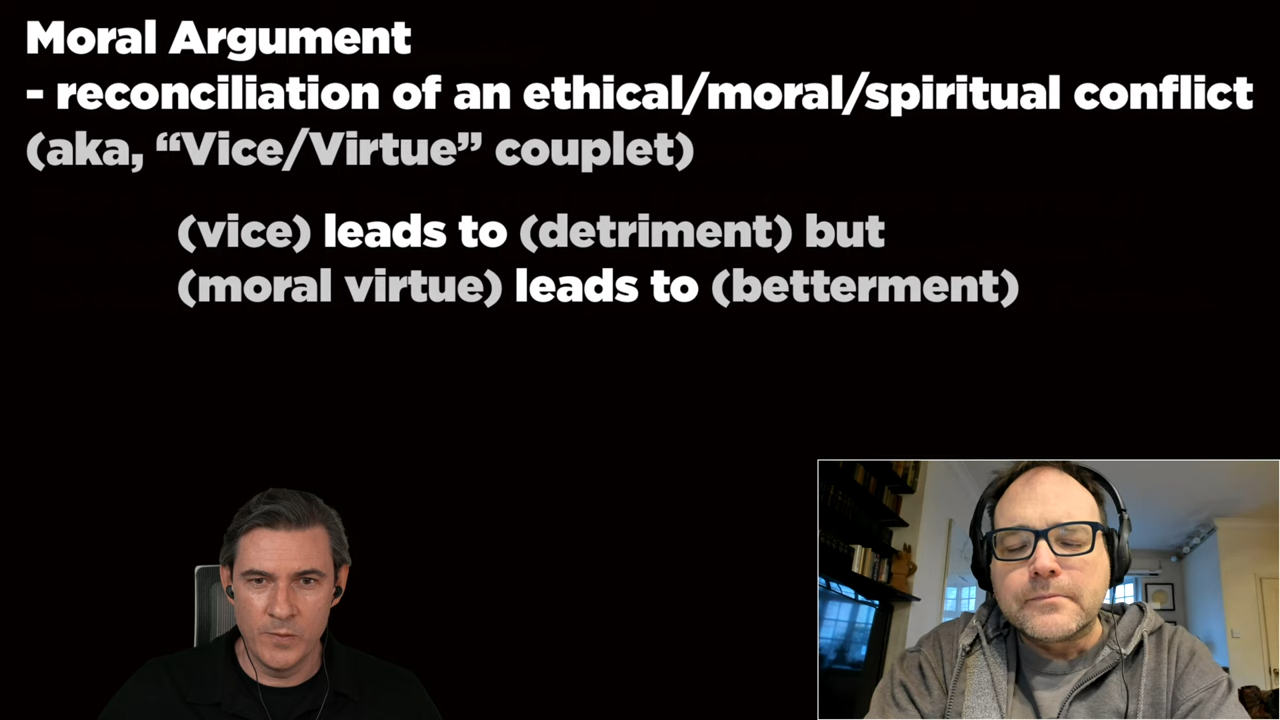 Moral Argument
- reconciliation of an ethical/moral/spiritual conflict
(aka, “Vice/Virtue” couplet)
(vice) leads to (detriment) but
(moral virtue) leads to (betterment)